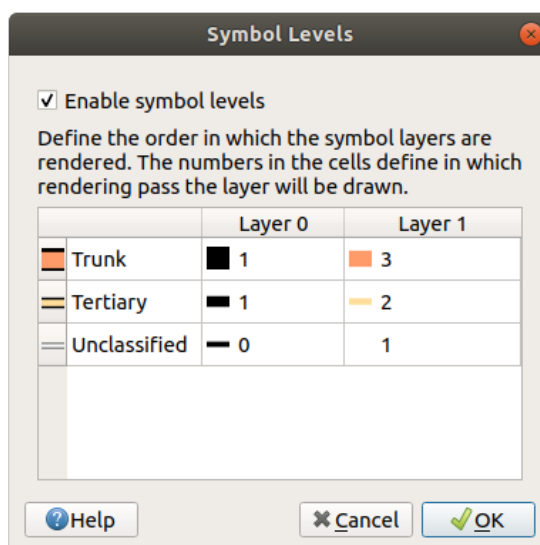 Symbol Levels
Enable symbol levels
Define the order in which the symbol layers are
rendered. The numbers in the cells define in which
rendering pass the layer will be drawn.
Layer 0 Layer 1
Trunk 1 3
Tertiary 1 2
Unclassified 0 1
Help Cancel OK